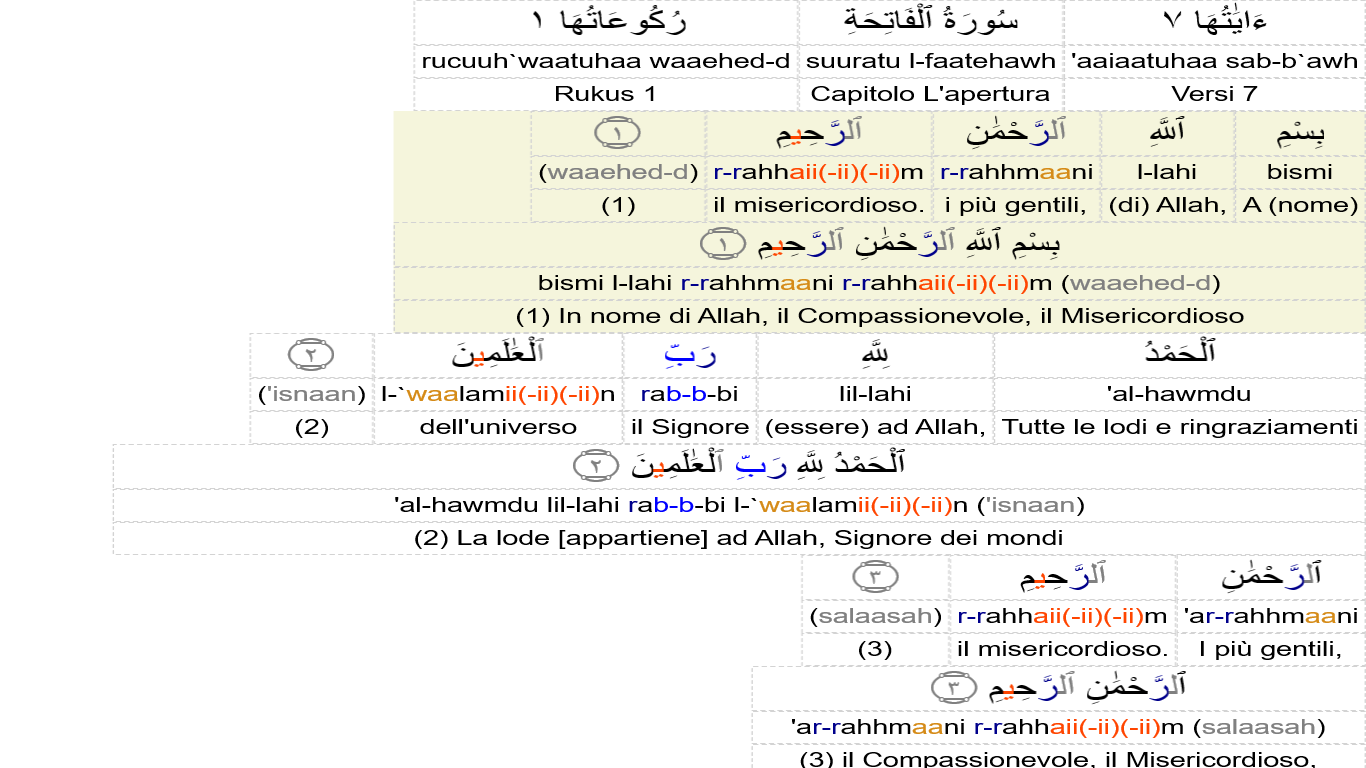 ءَايَٰتُهَا ٧ سُورَةُ ٱلْفَاتِحَةِ رُكُوعَاتُهَا ١
'aaiaatuhaa sab-b`awh suuratu l-faatehawh rucuuh`waatuhaa waaehed-d
Versi 7 Capitolo L'apertura Rukus 1
بِسْمِ ٱللَّهِ ٱلرَّحْمَٰنِ ٱلرَّحِيمِ ١
bismi l-lahi r-rahhmaani r-rahhaii(-ii)(-ii)m (waaehed-d)
A (nome) (di) Allah, i più gentili, il misericordioso. (1)
بِسْمِ ٱللَّهِ ٱلرَّحْمَٰنِ ٱلرَّحِيمِ ١
bismi l-lahi r-rahhmaani r-rahhaii(-ii)(-ii)m (waaehed-d)
(1) In nome di Allah, il Compassionevole, il Misericordioso
ٱلْحَمْدُ لِلَّهِ رَبِّ ٱلْعَٰلَمِينَ ٢
'al-hawmdu lil-lahi rab-b-bi l-`waalamii(-ii)(-ii)n ('isnaan)
Tutte le lodi e ringraziamenti (essere) ad Allah, il Signore dell'universo (2)
ٱلْحَمْدُ لِلَّهِ رَبِّ ٱلْعَٰلَمِينَ ٢
'al-hawmdu lil-lahi rab-b-bi l-`waalamii(-ii)(-ii)n ('isnaan)
(2) La lode [appartiene] ad Allah, Signore dei mondi
ٱلرَّحْمَٰنِ ٱلرَّحِيمِ ٣
'ar-rahhmaani r-rahhaii(-ii)(-ii)m (salaasah)
I più gentili, il misericordioso. (3)
ٱلرَّحْمَٰنِ ٱلرَّحِيمِ ٣
'ar-rahhmaani r-rahhaii(-ii)(-ii)m (salaasah)
(3) il Compassionevole, il Misericordioso,